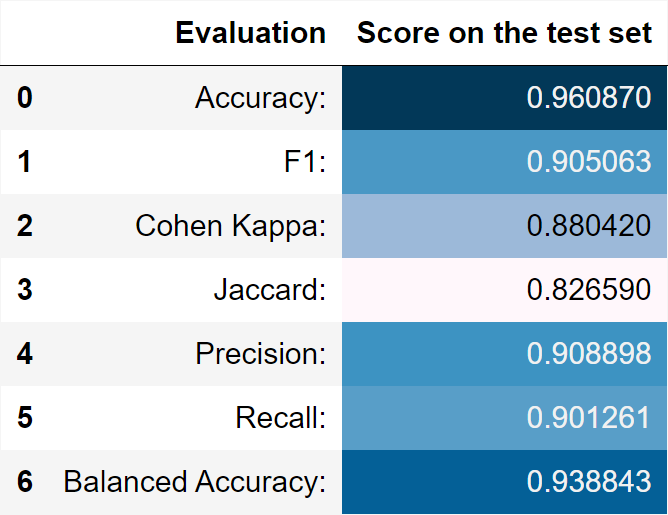 Evaluation Score on the test set
0 Accuracy: 0.960870
1 F1: 0.905063
2 Cohen Kappa: 0.880420
3 Jaccard: 0.826590
4 Precision: 0.908898
5 Recall: 0.901261
6 Balanced Accuracy: 0.938843